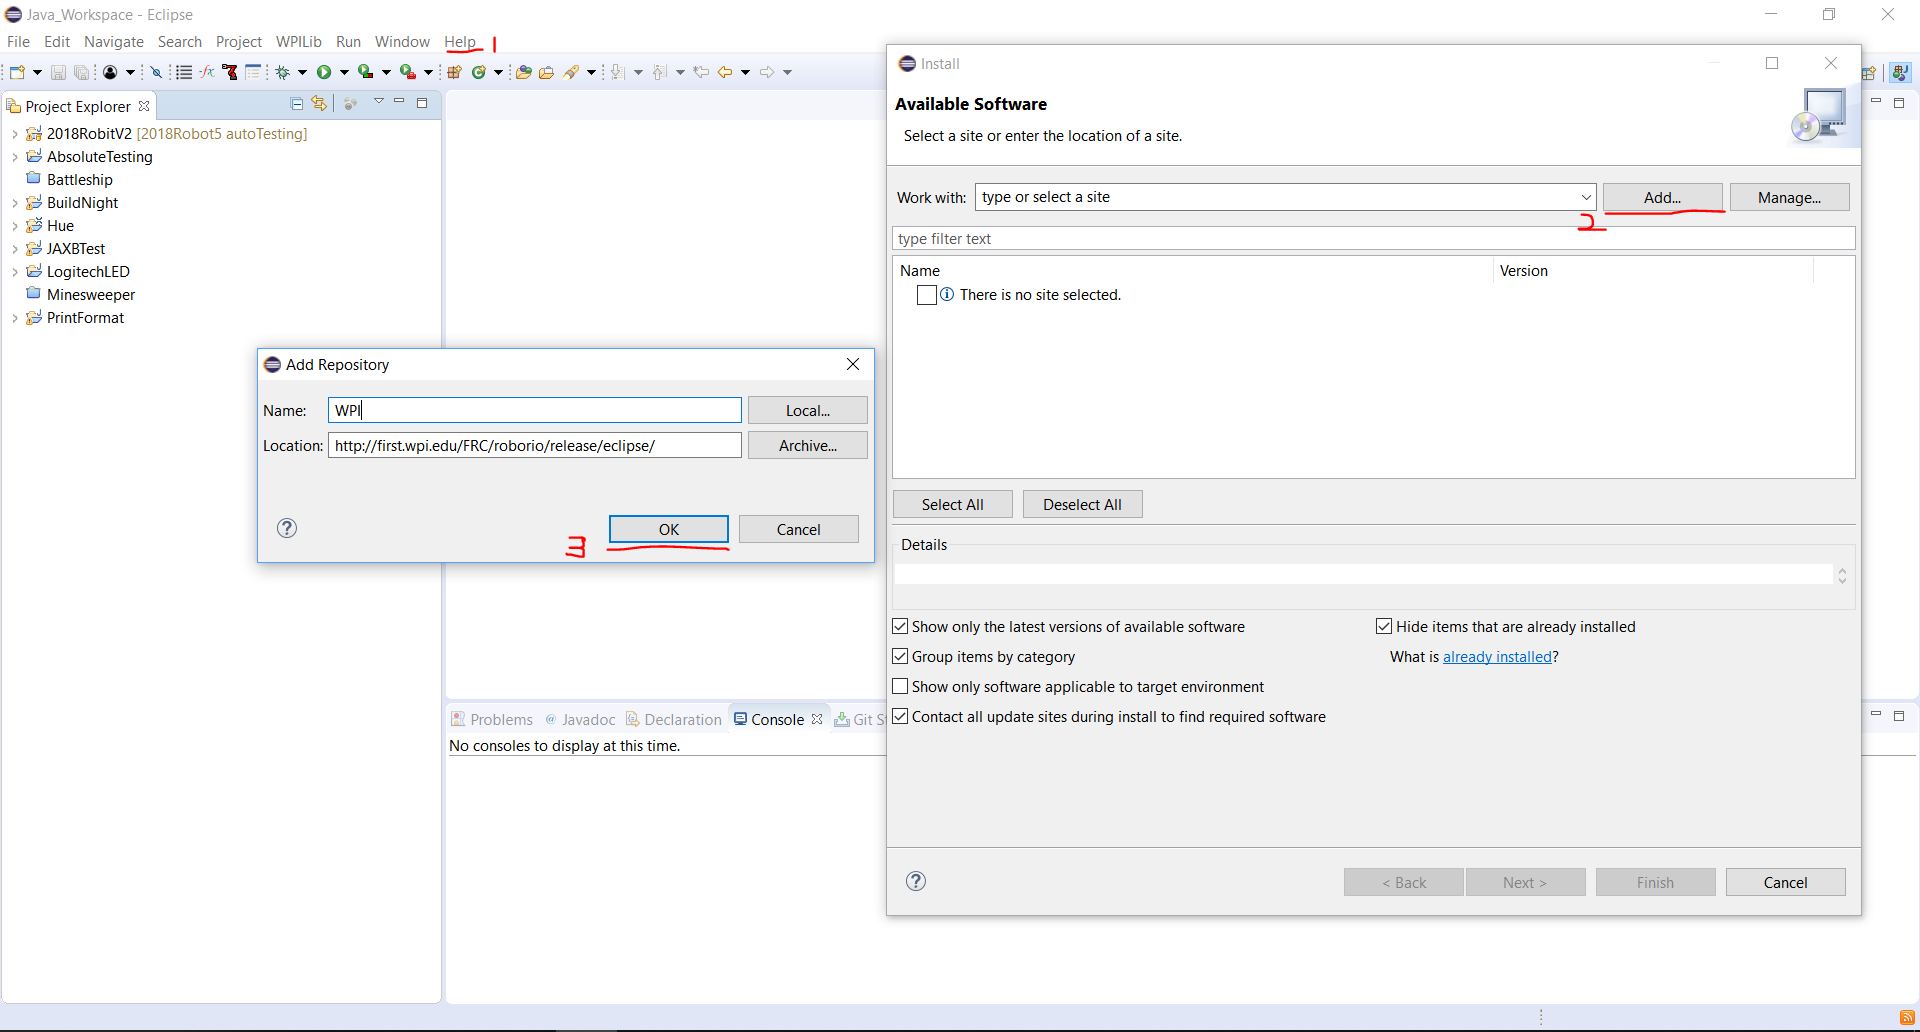 Java_Workspace - Eclipse
File Edit Navigate Search Project WPILib Run Window Help 1
Project Explorer
2018RobitV2 [2018Robot5 autoTesting]
AbsoluteTesting
Battleship
BuildNight
Hue
JAXBTest
LogitechLED
Minesweeper
PrintFormat
Add Repository
Name: WPI Local...
Location: http://first.wpi.edu/FRC/roborio/release/eclipse/ Archive...
3 OK Cancel
Problems @ Javadoc Declaration Console Git S
No consoles to display at this time.
Install
Available Software
Select a site or enter the location of a site.
Work with: type or select a site Add... Manage...
2
type filter text
Name Version
There is no site selected.
Select All Deselect All
Details
Show only the latest versions of available software Hide items that are already installed
Group items by category What is already installed?
Show only software applicable to target environment
Contact all update sites during install to find required software
< Back Next > Finish Cancel